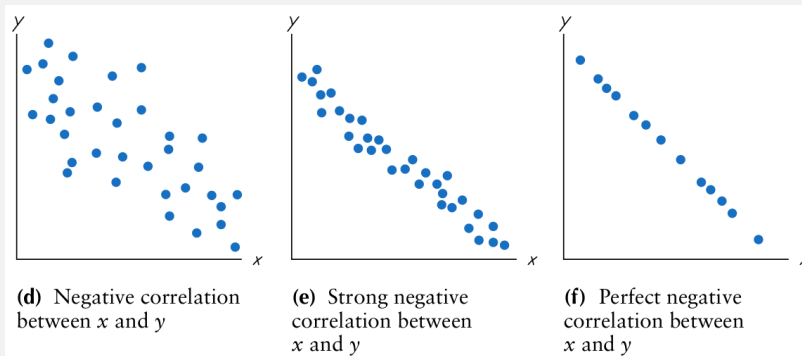 y
y
y
x
x
(d) Negative correlation
between x and y
(e) Strong negative
correlation between
x and y
(f) Perfect negative
correlation between
x and y